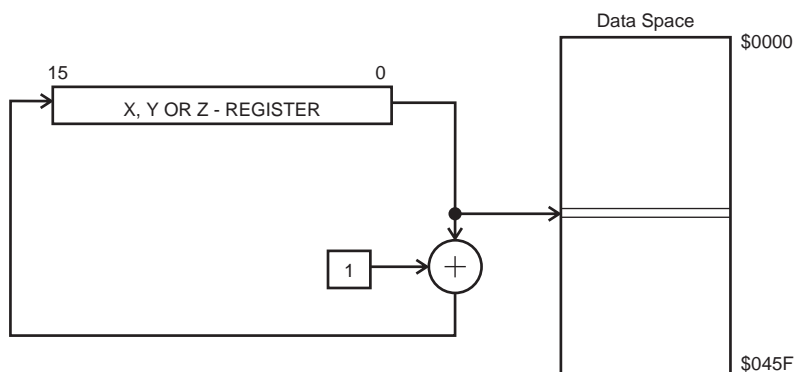 Data Space
$0000
15 0
X, Y OR Z - REGISTER
1
+
$045F